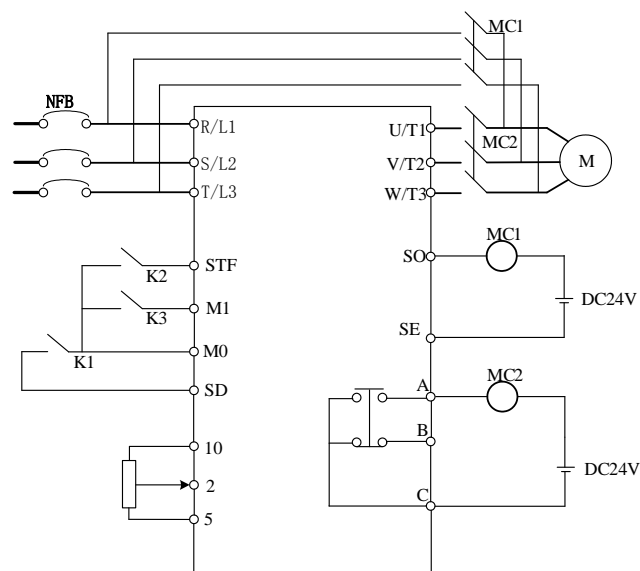 MC1
NFB
R/L1
U/T1
MC2
S/L2
V/T2
M
T/L3
W/T3
MC1
SO
STF
K2
DC24V
M1
K3
SE
M0
K1
A
MC2
SD
B
10
DC24V
2
C
5